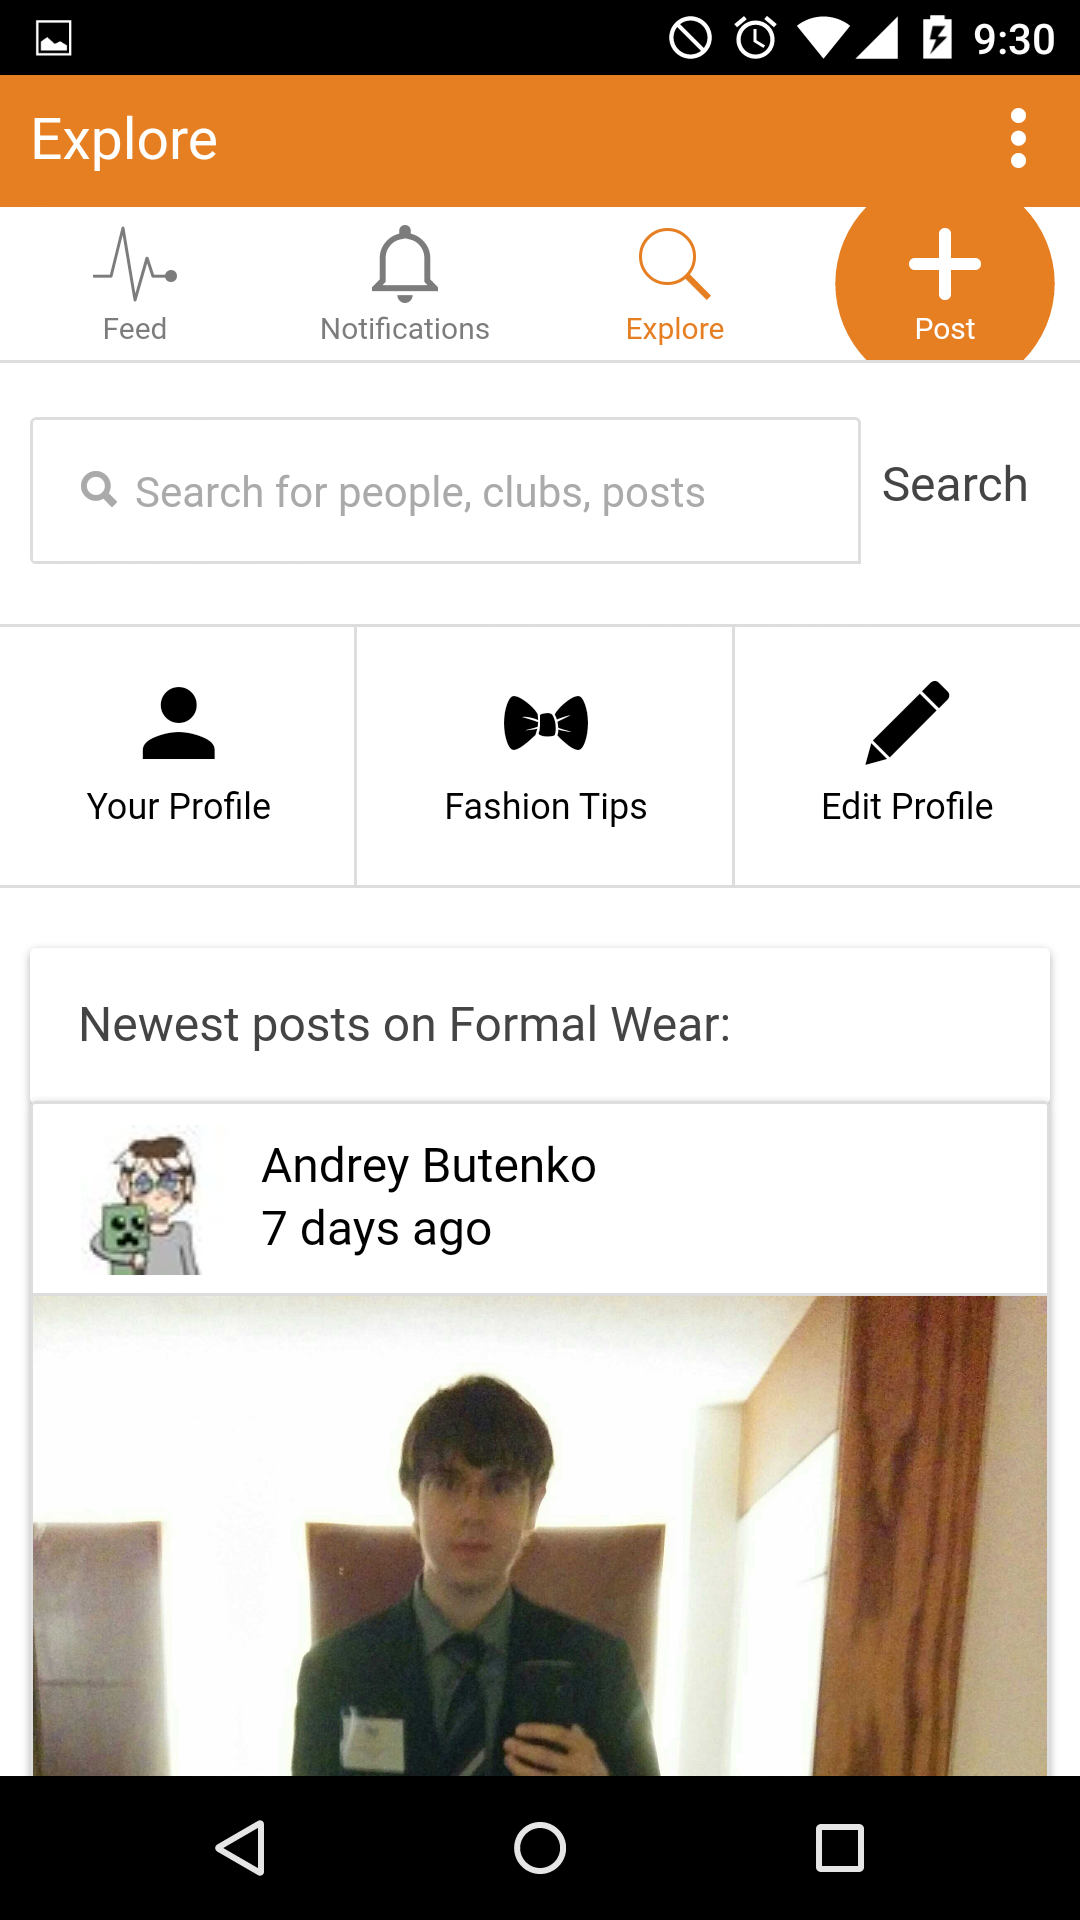 9:30
Explore
Feed
Notifications
Explore
Post
Search for people, clubs, posts
Search
Your Profile
Fashion Tips
Edit Profile
Newest posts on Formal Wear:
Andrey Butenko
7 days ago